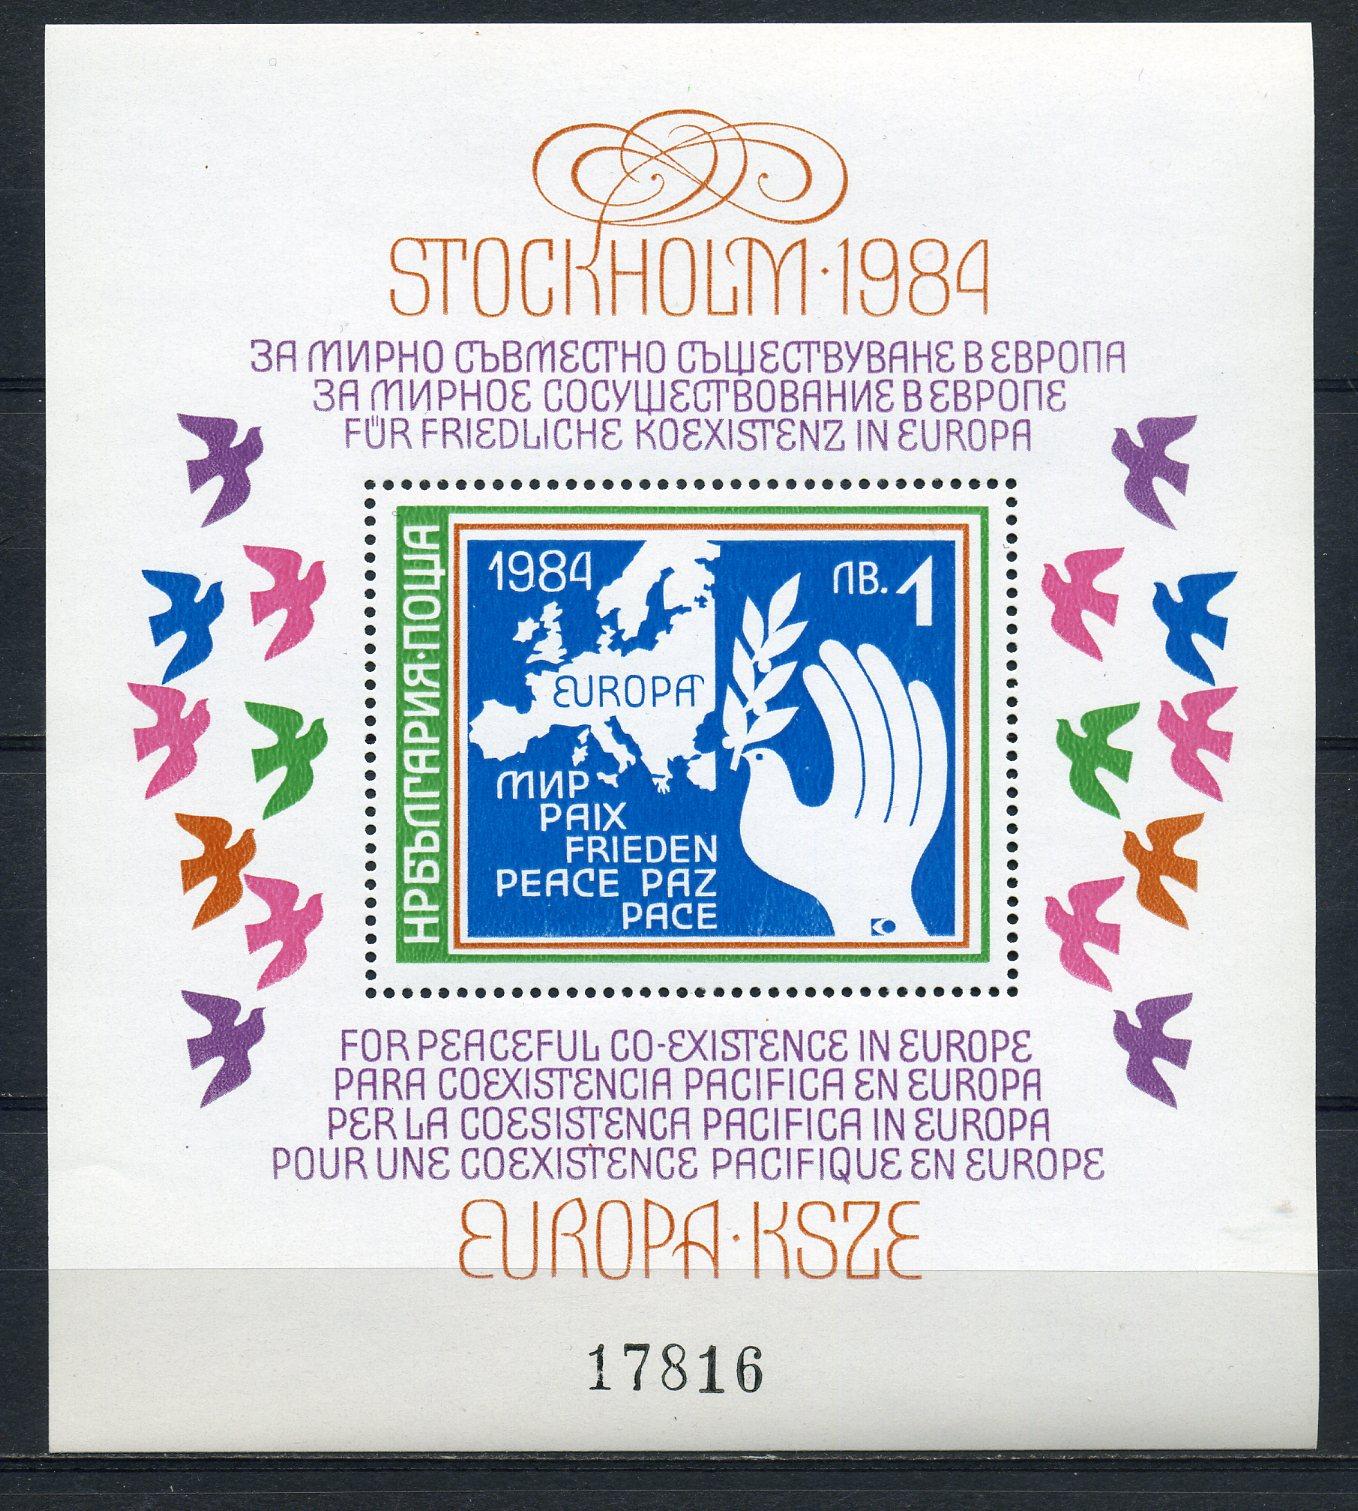 STOCKHOLM·1984
ЗА МИРНО СЪВМЕСТНО СЪЩЕСТВУВАНЕ В ЕВРОПА
ЗА МИРНОЕ СОСУЩЕСТВОВАНИЕ В ЕВРОПЕ
FÜR FRIEDLICHE KOEXISTENZ IN EUROPA
НРБЪЛГАРИЯ·ПОЩА
1984
ЛВ. 1
EUROPA
МИР
PAIX
FRIEDEN
PEACE PAZ
PACE
FOR PEACEFUL CO-EXISTENCE IN EUROPE
PARA COEXISTENCIA PACIFICA EN EUROPA
PER LA COESISTENCA PACIFICA IN EUROPA
POUR UNE COEXISTENCE PACIFIQUE EN EUROPE
EUROPA·KSZE
17816